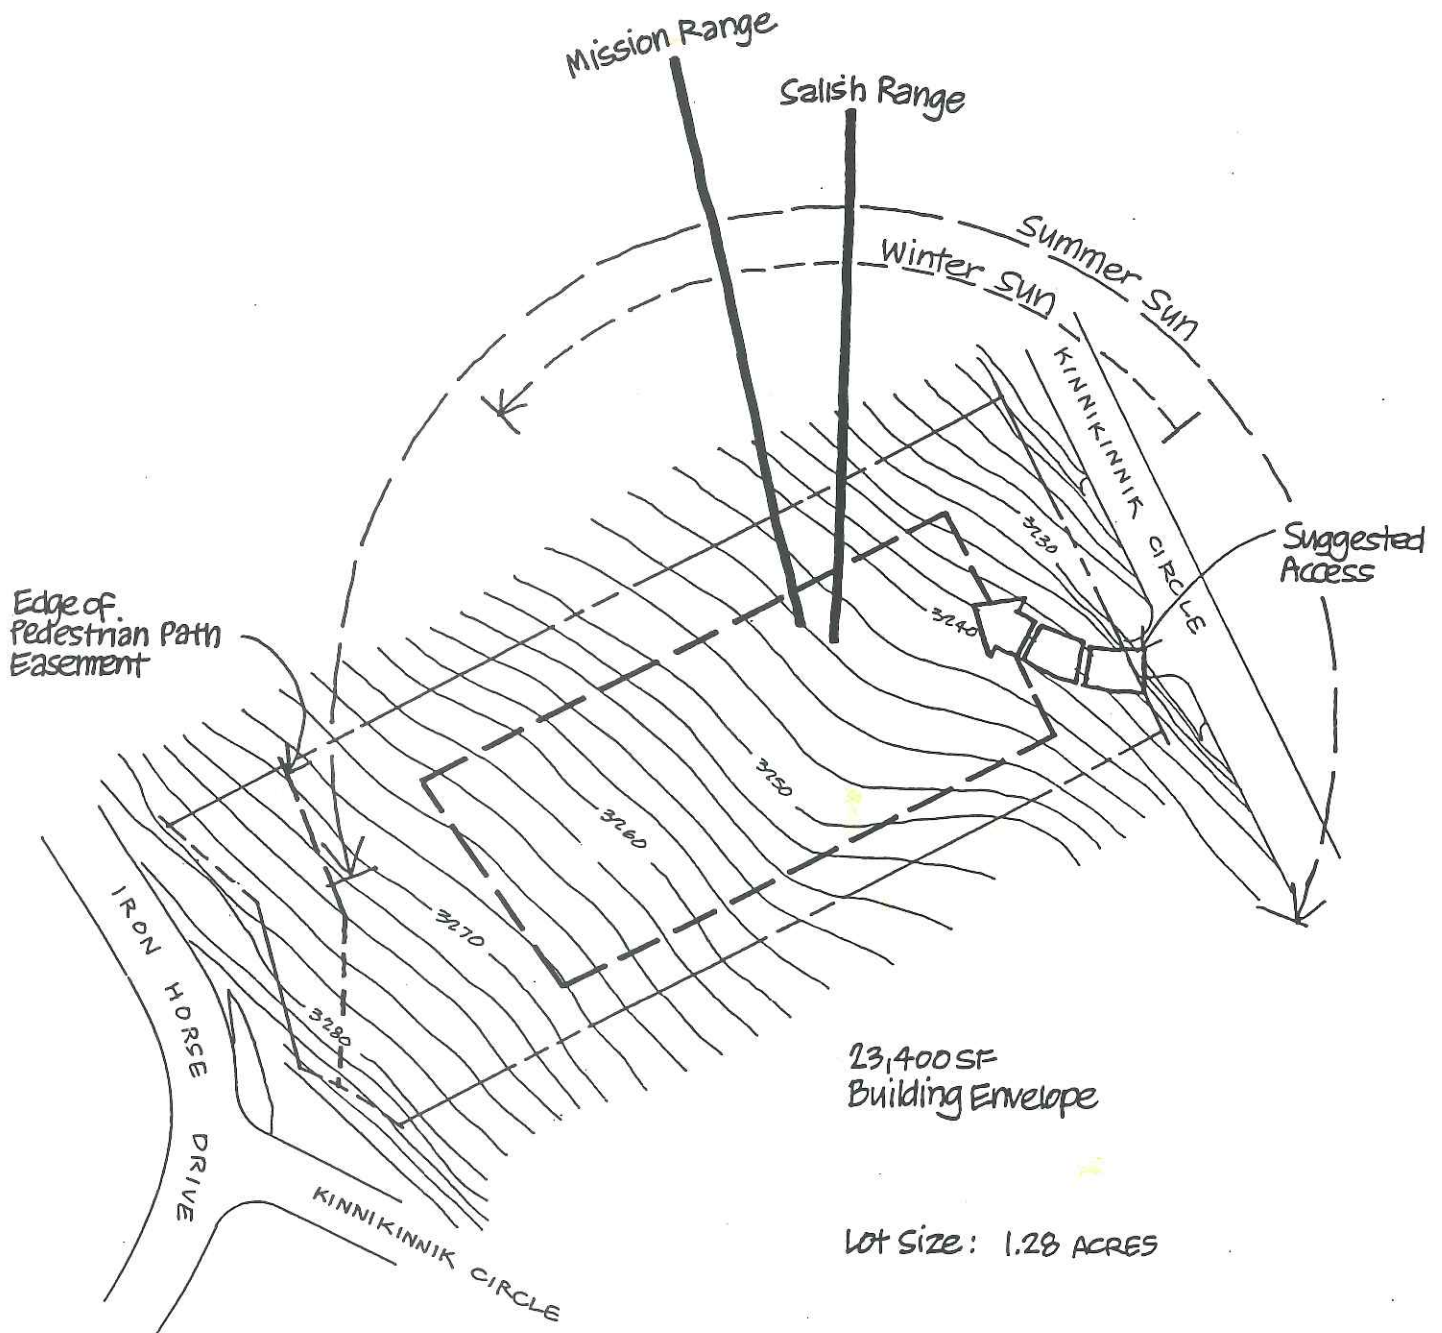 Mission Range
Salish Range
Summer Sun
Winter Sun
KINNIKINNIK CIRCLE
Suggested
Access
3230
3240
Edge of
Pedestrian Path
Easement
3250
3260
3270
3280
IRON HORSE DRIVE
KINNIKINNIK CIRCLE
23,400 SF
Building Envelope
Lot Size: 1.28 ACRES